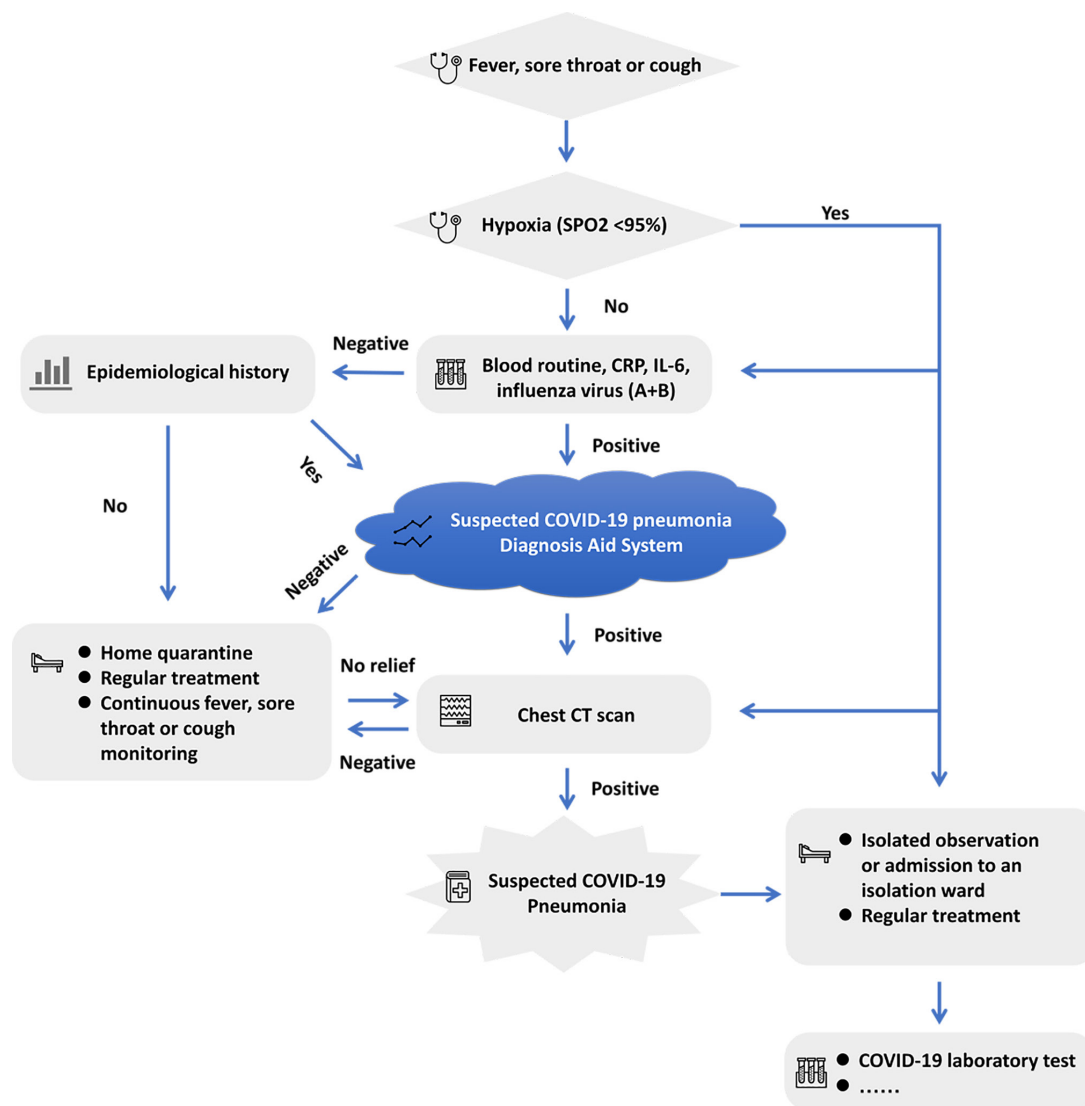 Fever, sore throat or cough
Hypoxia (SPO2 <95%)
Yes
No
Negative
Epidemiological history
Blood routine, CRP, IL-6,
influenza virus (A+B)
Positive
Yes
No
Suspected COVID-19 pneumonia
Diagnosis Aid System
Negative
Positive
● Home quarantine
● Regular treatment
● Continuous fever, sore
throat or cough
monitoring
No relief
Chest CT scan
Negative
Positive
Suspected COVID-19
Pneumonia
● Isolated observation
or admission to an
isolation ward
● Regular treatment
● COVID-19 laboratory test
● ......